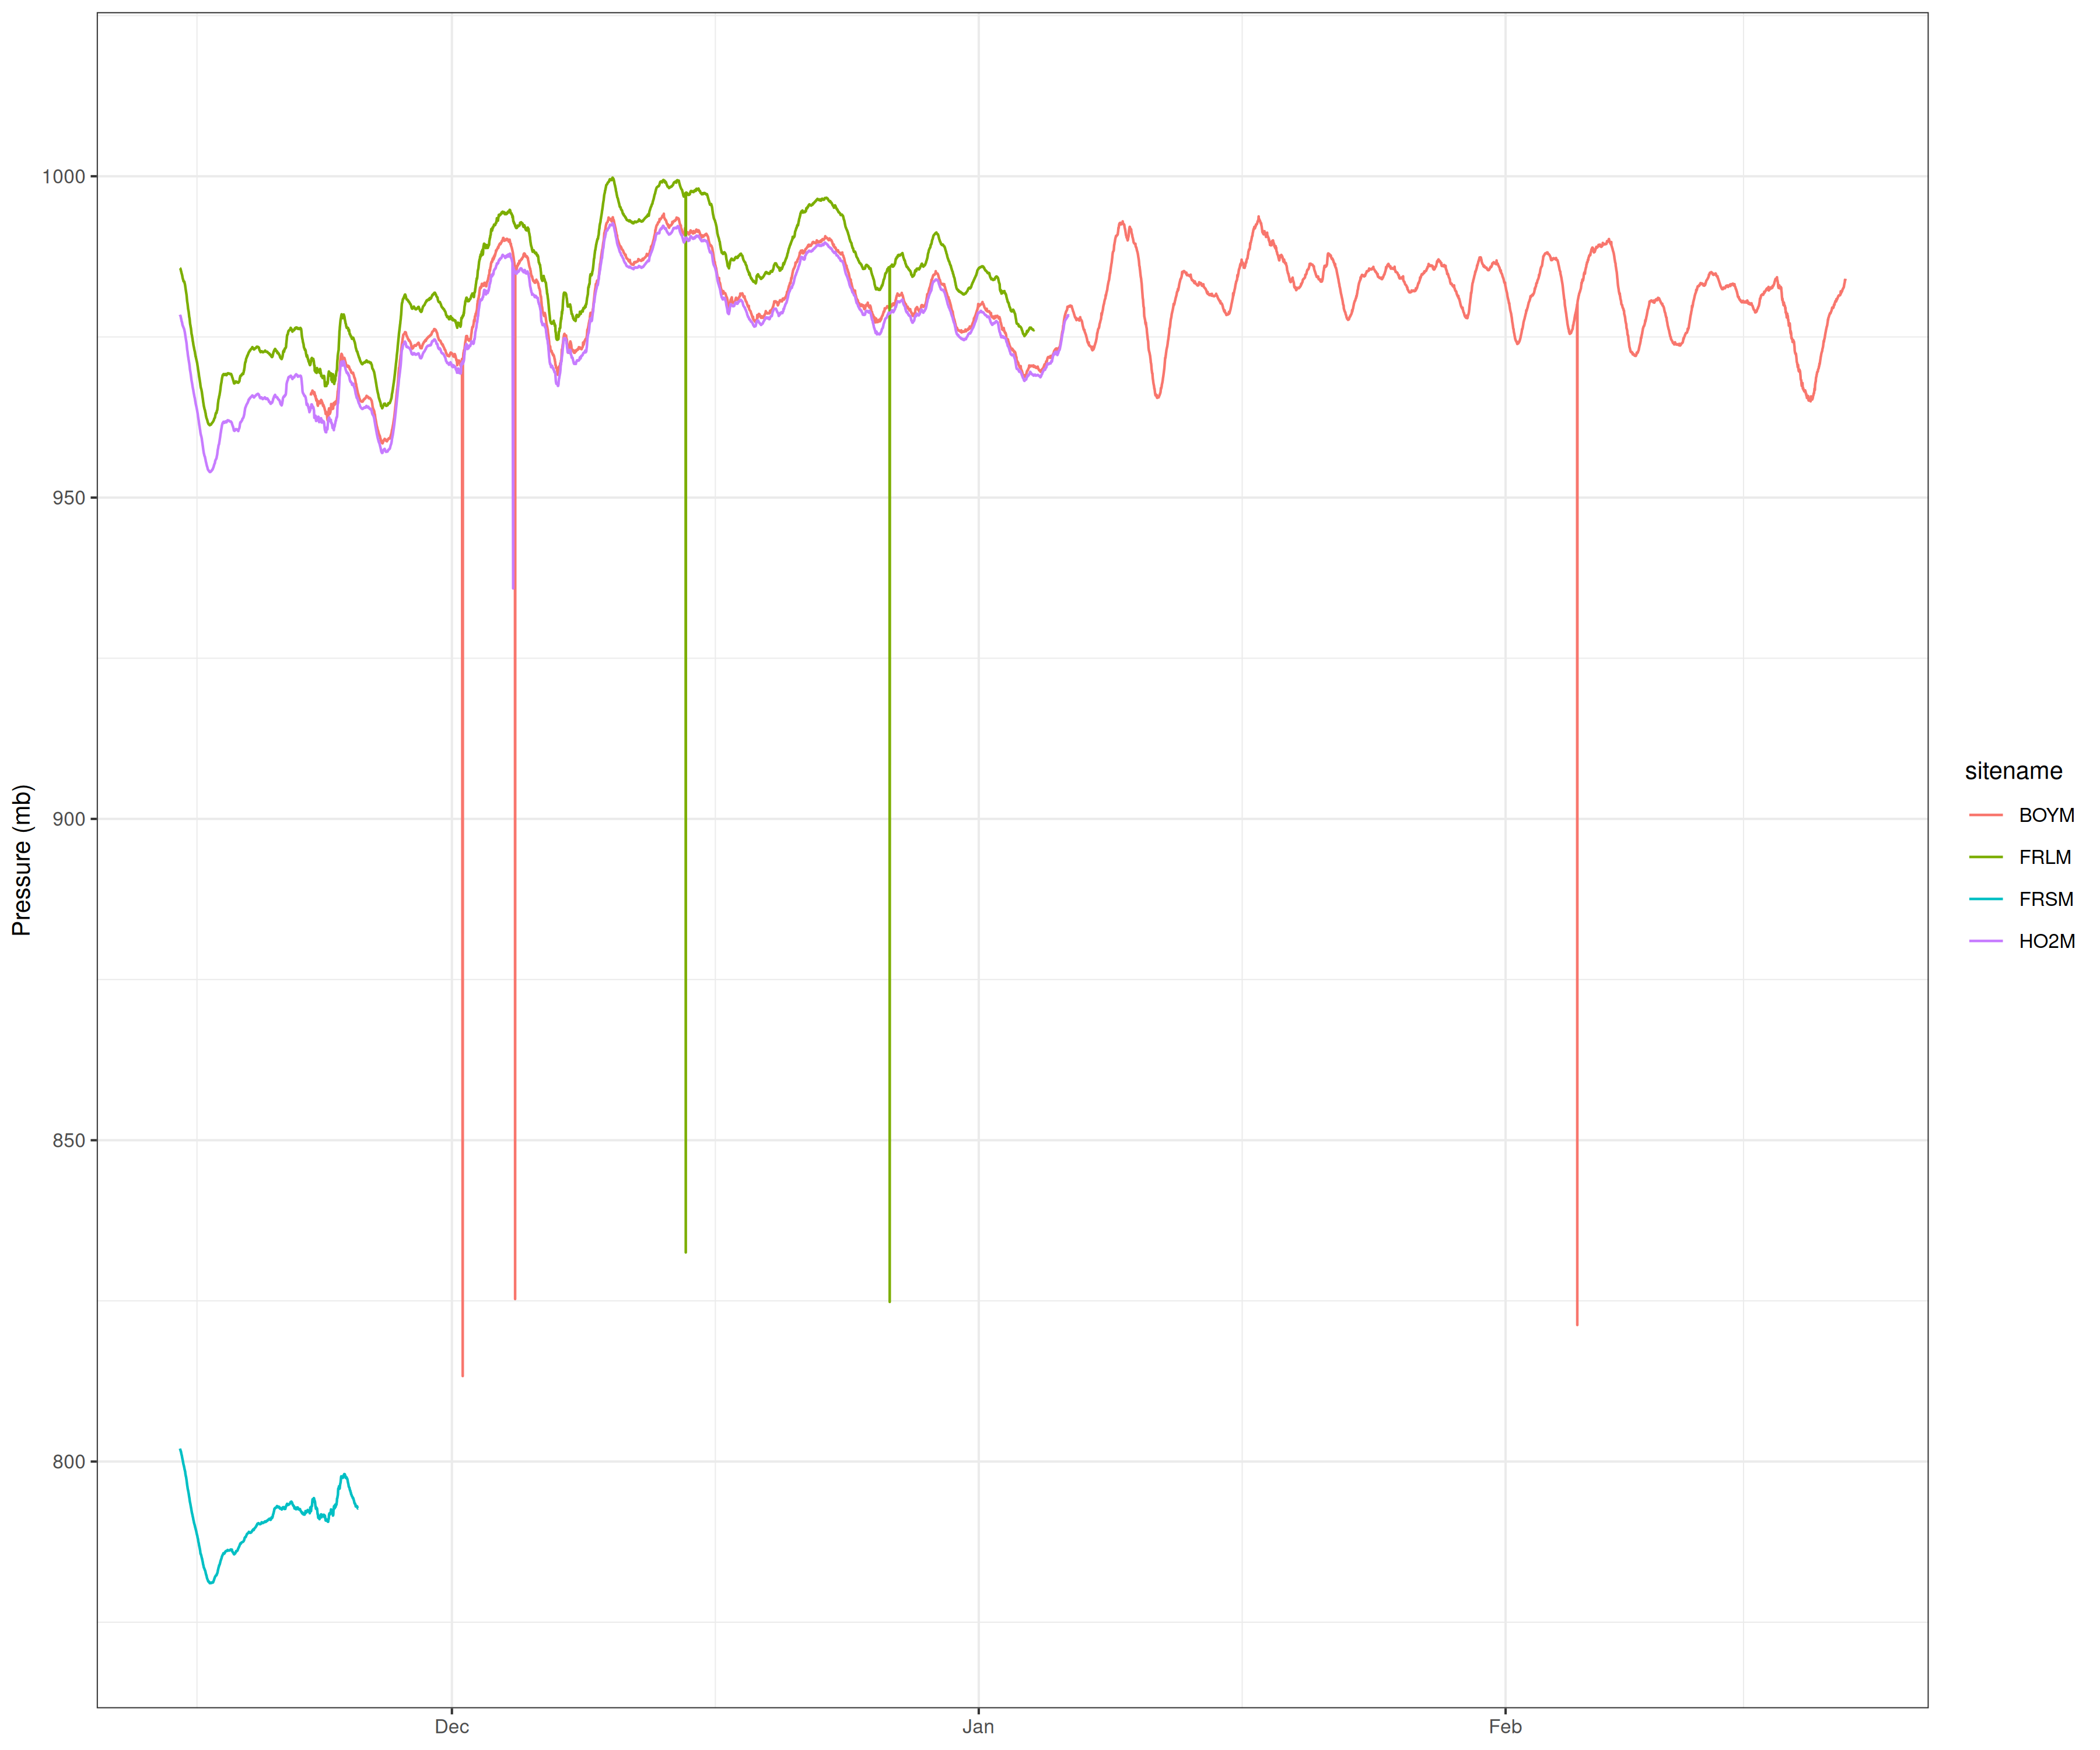 1000
950
900
850
800
Pressure (mb)
Dec
Jan
Feb
sitename
BOYM
FRLM
FRSM
HO2M